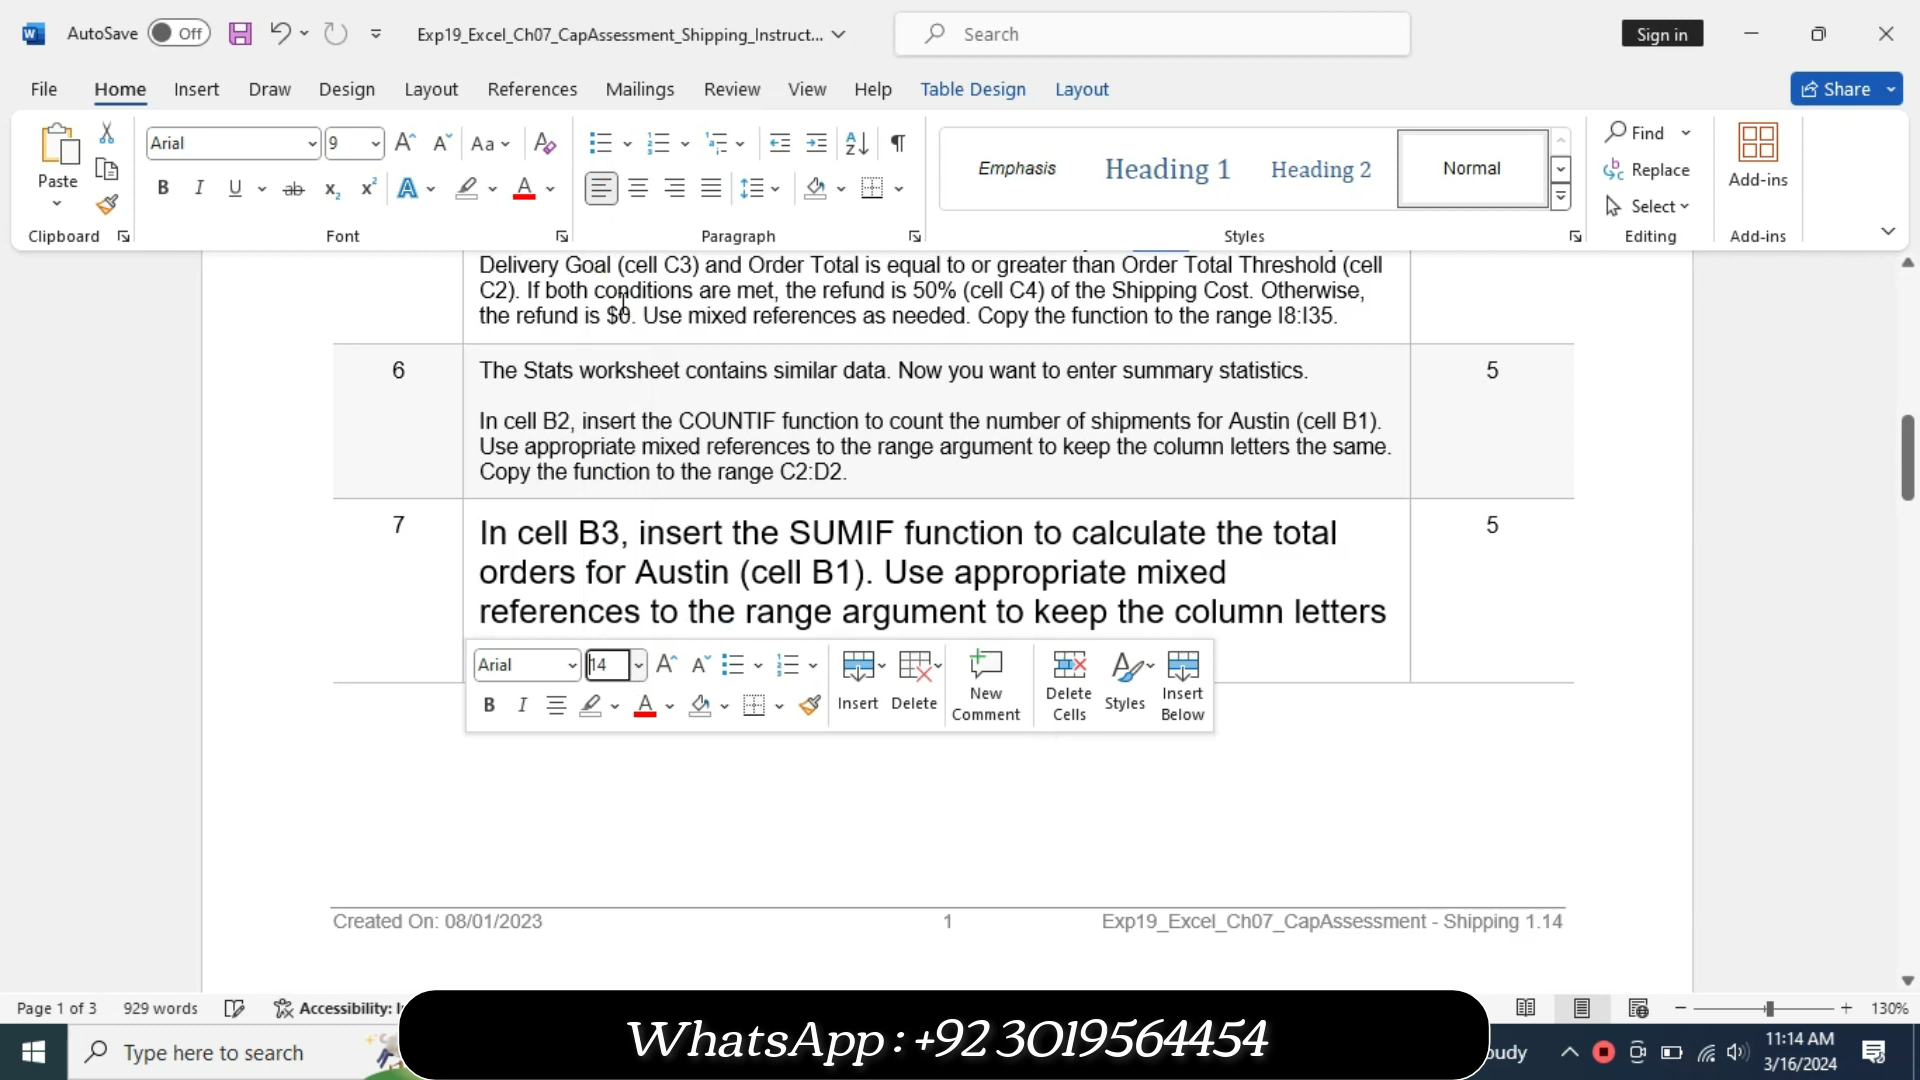 AutoSave Off Exp19_Excel_Ch07_CapAssessment_Shipping_Instruct... Search Sign in
File Home Insert Draw Design Layout References Mailings Review View Help Table Design Layout Share
Paste
Clipboard
Arial 9
Aa
B I U ab x₂ x² A A
Font
Paragraph
Emphasis Heading 1 Heading 2 Normal
Styles
Find
Replace
Select
Editing
Add-ins
Add-ins
Delivery Goal (cell C3) and Order Total is equal to or greater than Order Total Threshold (cell
C2). If both conditions are met, the refund is 50% (cell C4) of the Shipping Cost. Otherwise,
the refund is $0. Use mixed references as needed. Copy the function to the range I8:I35.
6 The Stats worksheet contains similar data. Now you want to enter summary statistics. 5
In cell B2, insert the COUNTIF function to count the number of shipments for Austin (cell B1).
Use appropriate mixed references to the range argument to keep the column letters the same.
Copy the function to the range C2:D2.
7 In cell B3, insert the SUMIF function to calculate the total 5
orders for Austin (cell B1). Use appropriate mixed
references to the range argument to keep the column letters
Arial 14
B I A
Insert
Delete
New
Comment
Delete
Cells
Styles
Insert
Below
Created On: 08/01/2023 1 Exp19_Excel_Ch07_CapAssessment - Shipping 1.14
Page 1 of 3 929 words Accessibility: 130%
Type here to search
WhatsApp : +92 3019564454
oudy
11:14 AM
3/16/2024